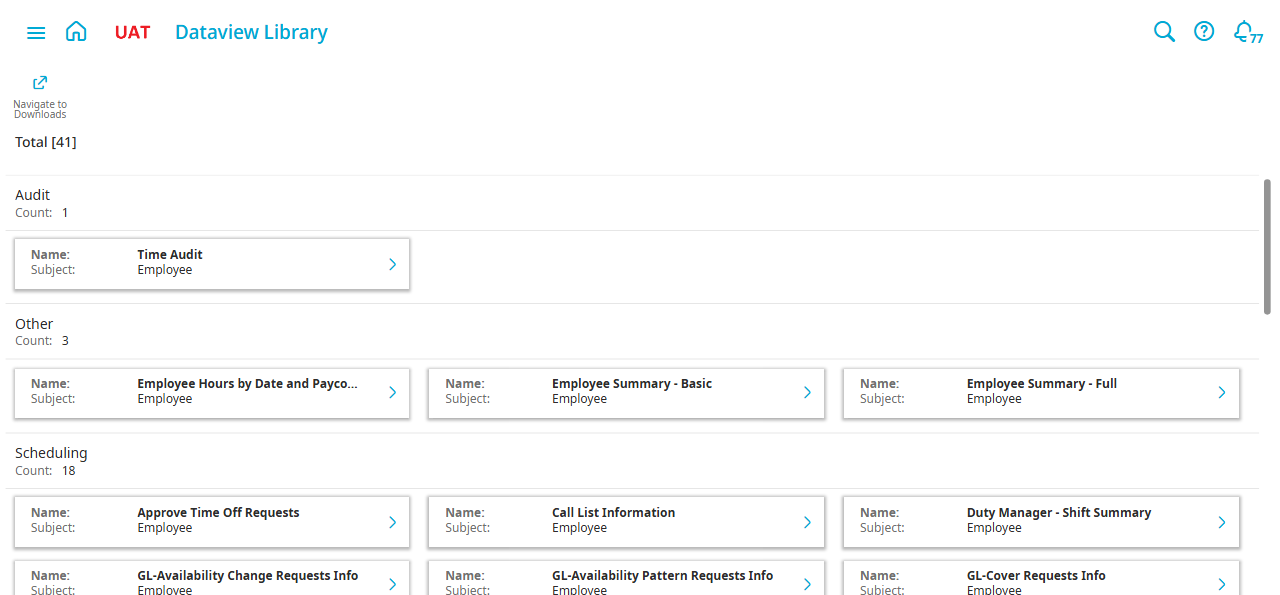 UAT Dataview Library
77
Navigate to
Downloads
Total [41]
Audit
Count: 1
Name: Time Audit
Subject: Employee
Other
Count: 3
Name: Employee Hours by Date and Payco...
Subject: Employee
Name: Employee Summary - Basic
Subject: Employee
Name: Employee Summary - Full
Subject: Employee
Scheduling
Count: 18
Name: Approve Time Off Requests
Subject: Employee
Name: Call List Information
Subject: Employee
Name: Duty Manager - Shift Summary
Subject: Employee
Name: GL-Availability Change Requests Info
Subject: Employee
Name: GL-Availability Pattern Requests Info
Subject: Employee
Name: GL-Cover Requests Info
Subject: Employee